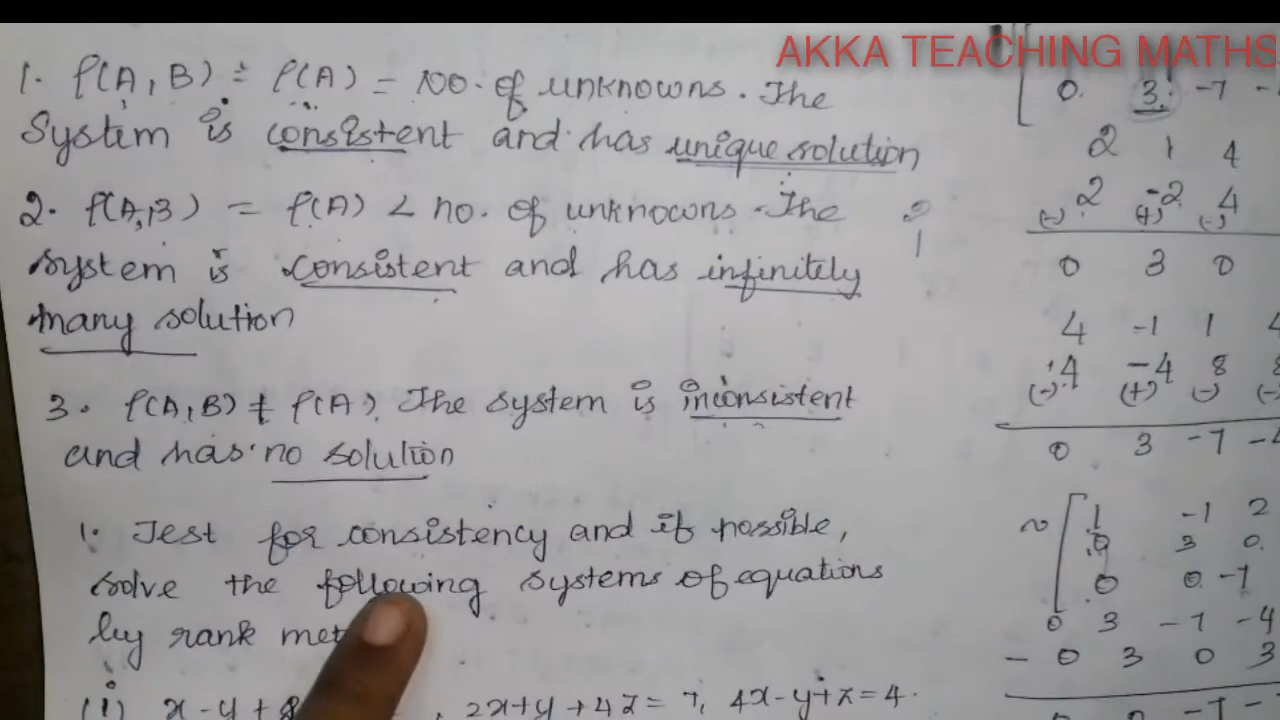 AKKA TEACHING MATHS
1. ρ(A, B) = ρ(A) = no. of unknowns. The
System is consistent and has unique solution
2. ρ(A, B) = ρ(A) < no. of unknowns. The
system is consistent and has infinitely
many solution
3. ρ(A, B) ≠ ρ(A). The system is inconsistent
and has no solution
1. Test for consistency and if possible,
solve the following systems of equations
by rank
(i) x - y + 2x + y + 4z = 7, 4x - y + z = 4.
0 3 -7
2 1 4
2 -2 4
(-) (+) (-)
0 3 0
4 -1 1
4 -4 8
(-) (+) (-)
0 3 -7
~ [ 1 -1 2
0 3 0
0 0 -7
0 3 -7 -4
- 0 3 0 3